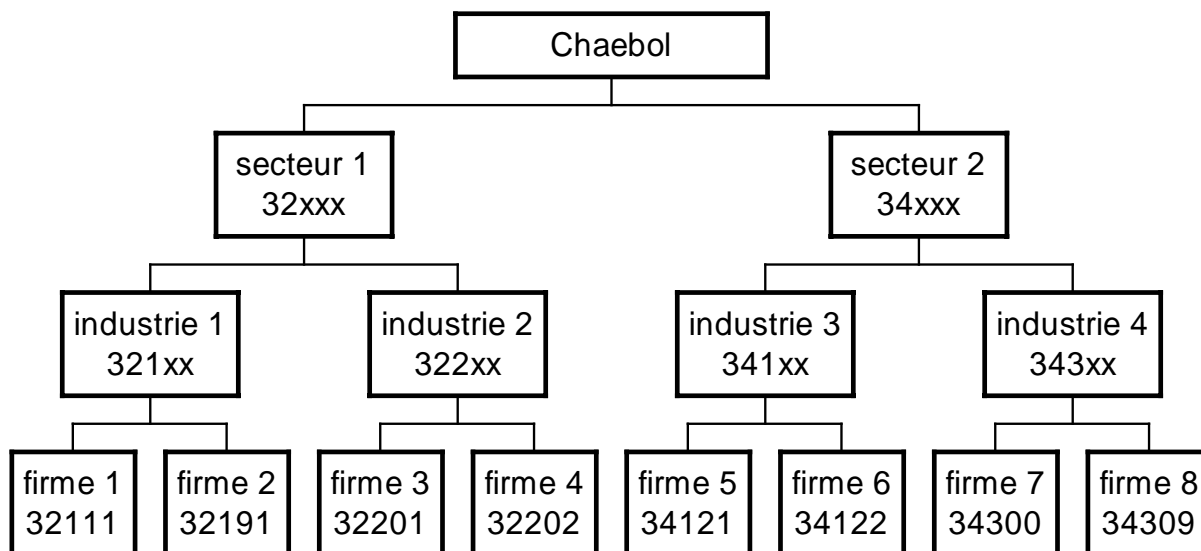 Chaebol
secteur 1
32xxx
secteur 2
34xxx
industrie 1
321xx
industrie 2
322xx
industrie 3
341xx
industrie 4
343xx
firme 1
32111
firme 2
32191
firme 3
32201
firme 4
32202
firme 5
34121
firme 6
34122
firme 7
34300
firme 8
34309